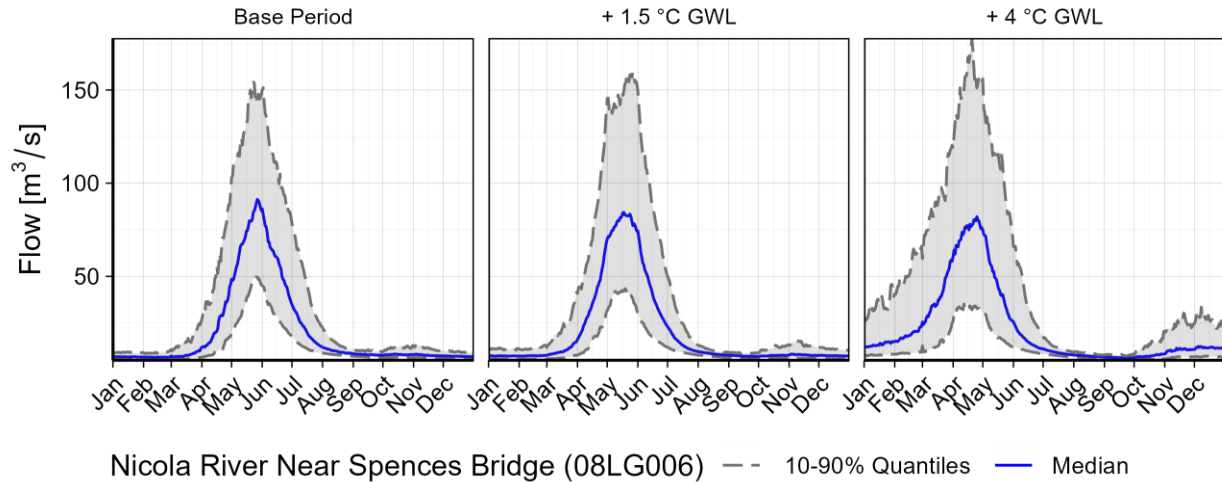 Base Period + 1.5 °C GWL + 4 °C GWL
Flow [m³/s]
150
100
50
Jan Feb Mar Apr May Jun Jul Aug Sep Oct Nov Dec Jan Feb Mar Apr May Jun Jul Aug Sep Oct Nov Dec Jan Feb Mar Apr May Jun Jul Aug Sep Oct Nov Dec
Nicola River Near Spences Bridge (08LG006) 10-90% Quantiles Median